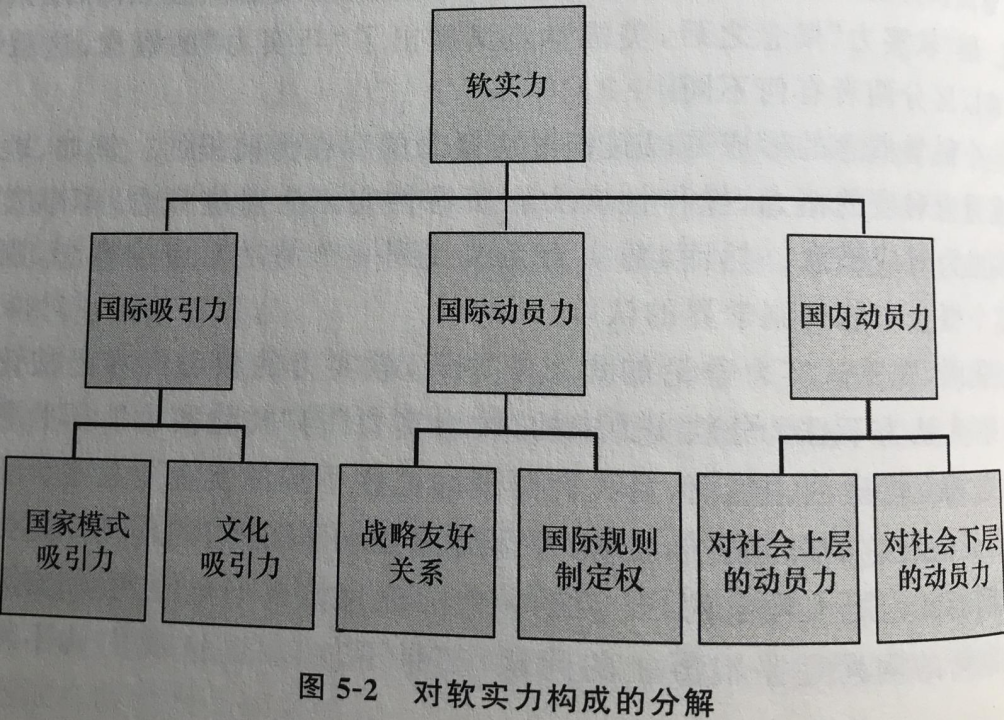 软实力
国际吸引力
国际动员力
国内动员力
国家模式
吸引力
文化
吸引力
战略友好
关系
国际规则
制定权
对社会上层
的动员力
对社会下层
的动员力
图 5-2 对软实力构成的分解